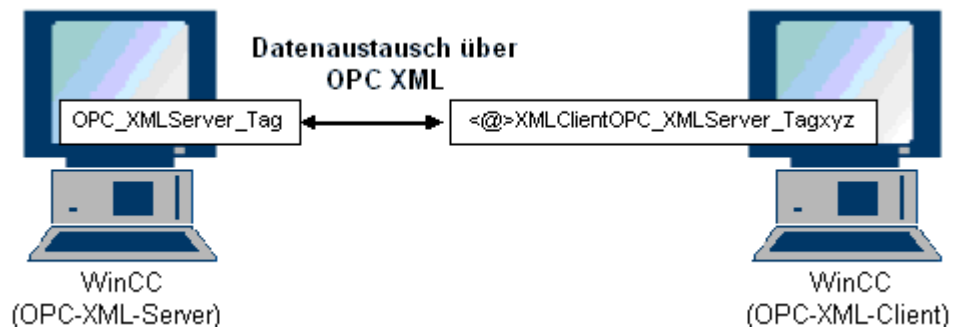 Datenaustausch über
OPC XML
OPC_XMLServer_Tag
<@>XMLClientOPC_XMLServer_Tagxyz
WinCC
(OPC-XML-Server)
WinCC
(OPC-XML-Client)